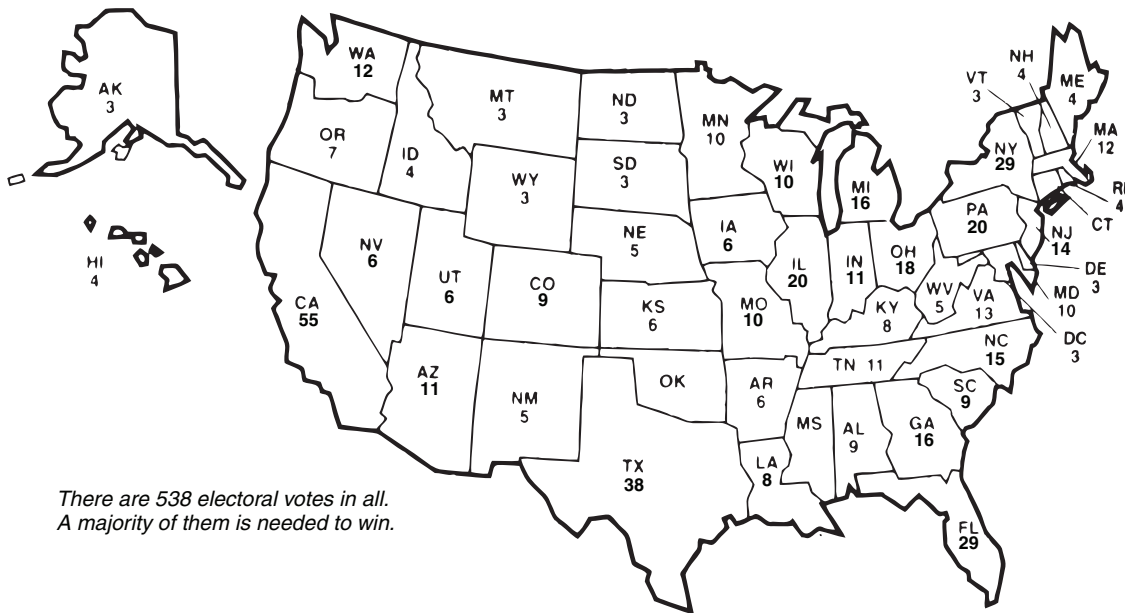 WA
12
AK
3
MT
3
ND
3
MN
10
OR
7
ID
4
WY
3
SD
3
WI
10
MI
16
VT
3
NH
4
ME
4
NY
29
MA
12
RI
4
CT
PA
20
NJ
14
DE
3
MD
10
DC
3
HI
4
CA
55
NV
6
UT
6
CO
9
NE
5
IA
6
IL
20
IN
11
OH
18
WV
5
VA
13
KS
6
MO
10
KY
8
NC
15
AZ
11
NM
5
OK
AR
6
TN 11
SC
9
TX
38
LA
8
MS
AL
9
GA
16
FL
29
There are 538 electoral votes in all.
A majority of them is needed to win.